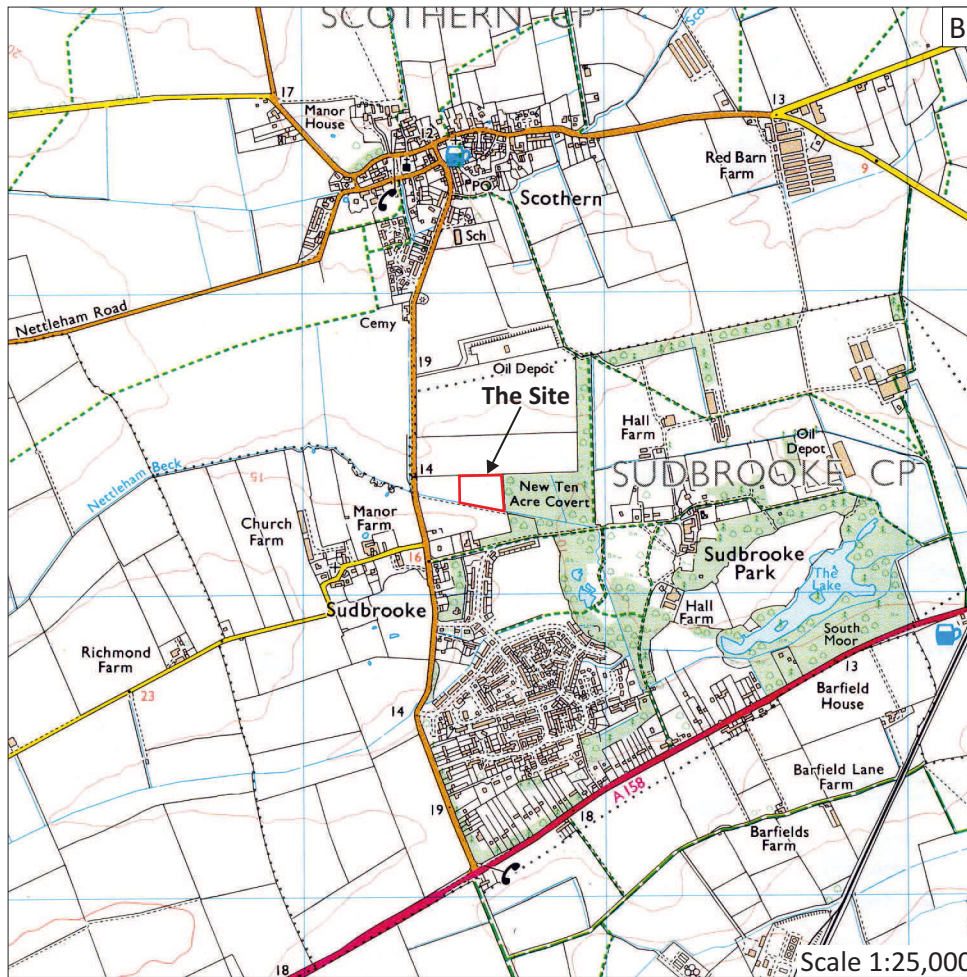 SCOTHERN CP
B
17
Manor
House
12
13
Red Barn
Farm
9
PO
Scothern
Sch
Nettleham Road
Cemy
19
Oil Depot
The Site
Hall
Farm
Oil
Depot
14
SUDBROOKE CP
Nettleham Beck
15
New Ten
Acre Covert
Church
Farm
Manor
Farm
16
Sudbrooke
Park
The
Lake
Sudbrooke
Hall
Farm
South
Moor
Richmond
Farm
13
23
Barfield
House
14
Barfield Lane
Farm
A 158
19
18
Barfields
Farm
18
Scale 1:25,000